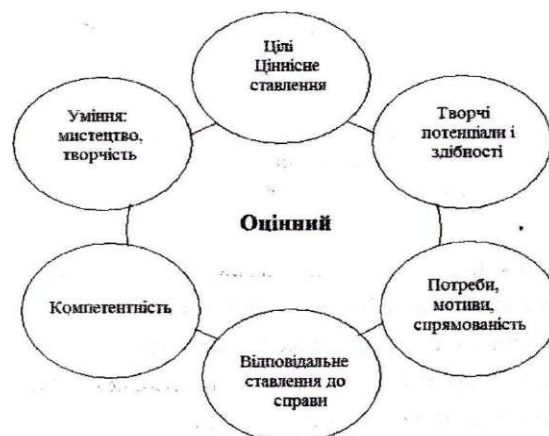 Цілі
Ціннісне
ставлення
Уміння:
мистецтво,
творчість
Творчі
потенціали і
здібності
Оцінний
Компетентність
Потреби,
мотиви,
спрямованість
Відповідальне
ставлення до
справи